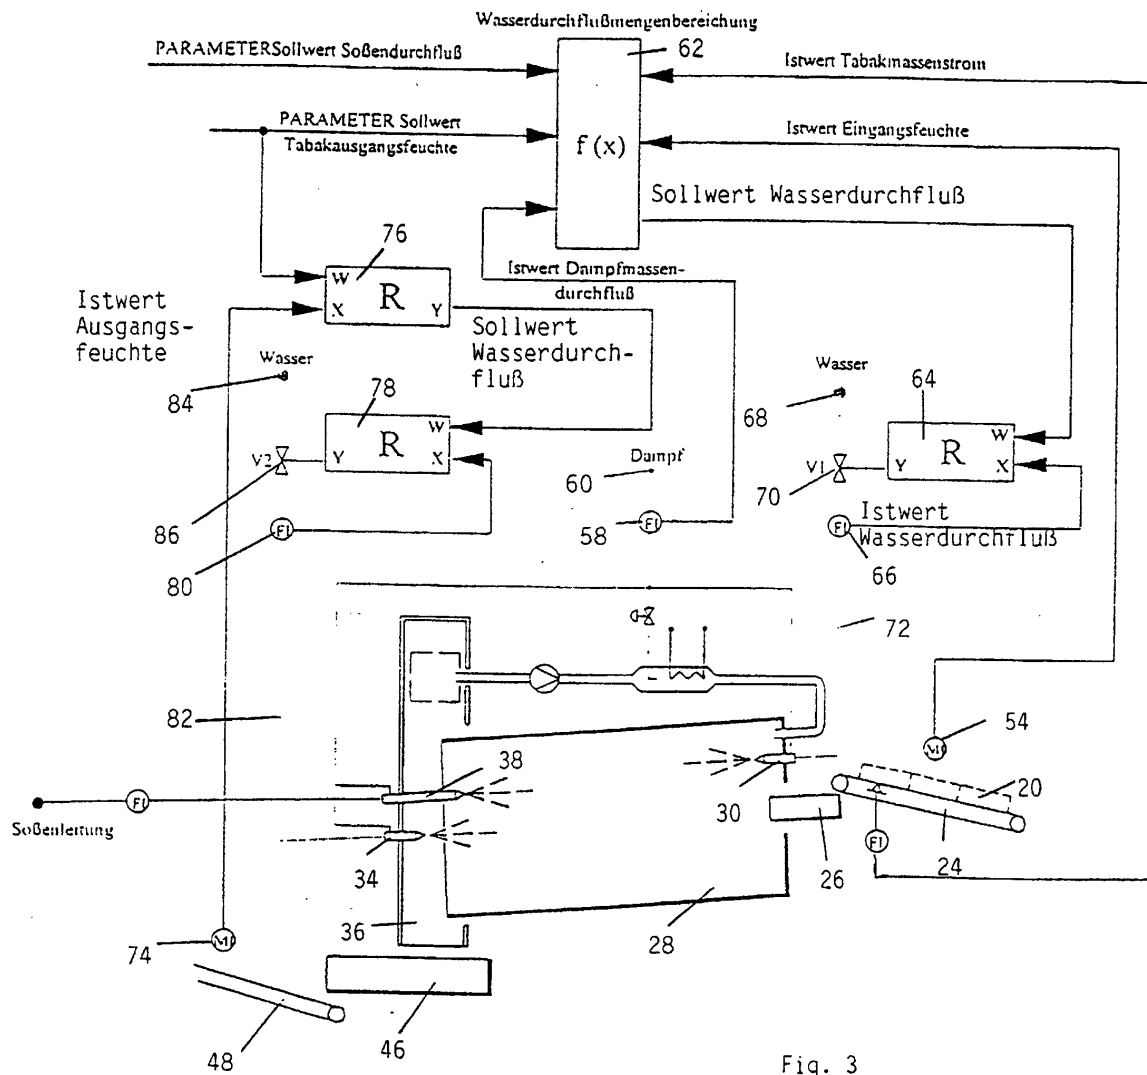 Wasserdurchflußmengenbereichung
62
PARAMETERSollwert Soßendurchfluß
Istwert Tabakmassenstrom
PARAMETER Sollwert
Tabakausgangsfeuchte
f (x)
Istwert Eingangsfeuchte
Sollwert Wasserdurchfluß
76
W
R
X
Y
Istwert Dampfmassen-
durchfluß
Istwert
Ausgangs-
feuchte
Sollwert
Wasserdurch-
fluß
Wasser
84
78
W
R
Y
X
V2
86
FI
80
Dampf
60
FI
58
Wasser
68
64
W
R
Y
X
V1
70
FI
Istwert
Wasserdurchfluß
66
72
82
54
MI
38
20
30
FI
Soßenleitung
26
FI
24
34
36
28
74
MI
48
46
Fig. 3